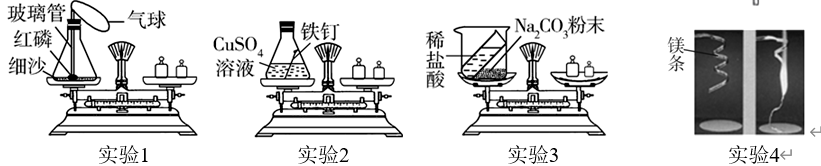 玻璃管
气球
红磷
细沙
实验1
CuSO4
溶液
铁钉
实验2
稀
盐
酸
Na2CO3粉末
实验3
镁
条
实验4